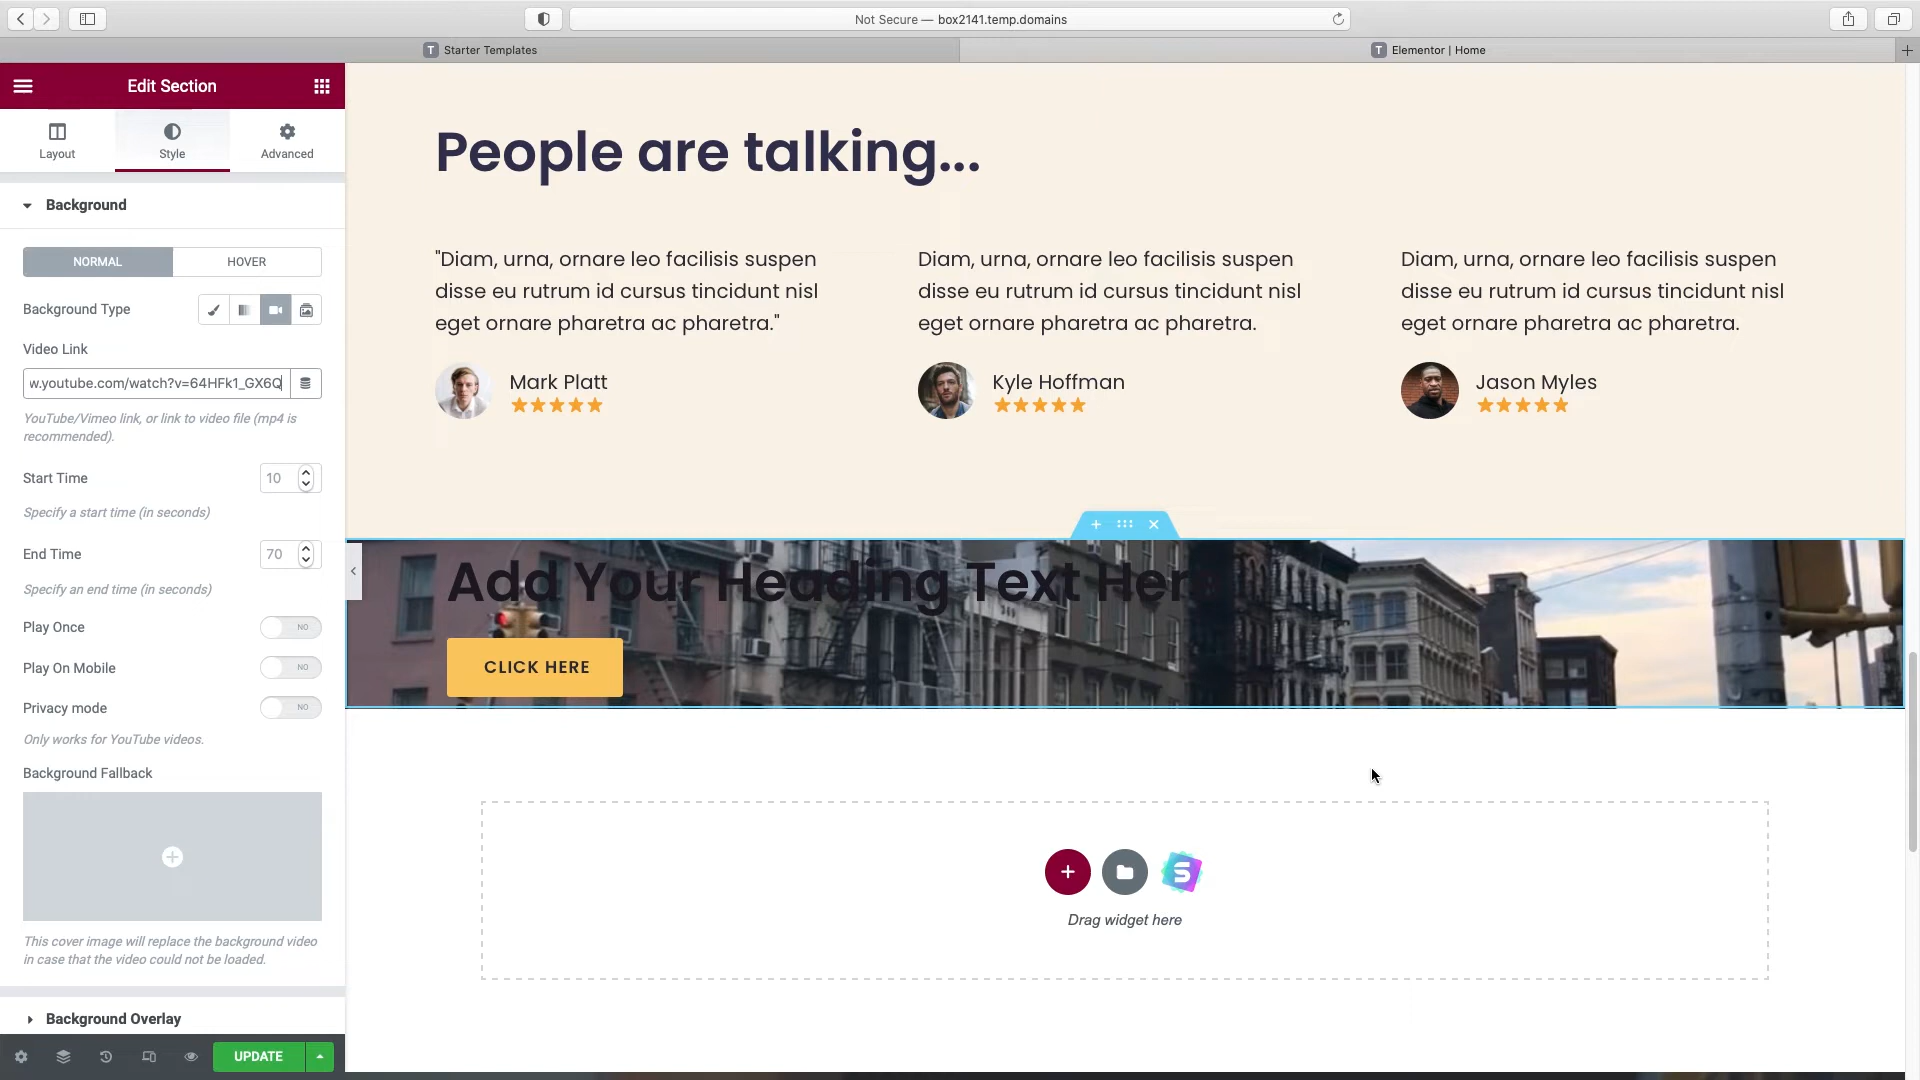 Not Secure — box2141.temp.domains
T Starter Templates
T Elementor | Home
Edit Section
Layout
Style
Advanced
Background
NORMAL
HOVER
Background Type
Video Link
w.youtube.com/watch?v=64HFk1_GX6Q
YouTube/Vimeo link, or link to video file (mp4 is
recommended).
Start Time
10
Specify a start time (in seconds)
End Time
70
Specify an end time (in seconds)
Play Once
NO
Play On Mobile
NO
Privacy mode
NO
Only works for YouTube videos.
Background Fallback
This cover image will replace the background video
in case that the video could not be loaded.
Background Overlay
UPDATE
People are talking...
"Diam, urna, ornare leo facilisis suspen
disse eu rutrum id cursus tincidunt nisl
eget ornare pharetra ac pharetra."
Mark Platt
Diam, urna, ornare leo facilisis suspen
disse eu rutrum id cursus tincidunt nisl
eget ornare pharetra ac pharetra.
Kyle Hoffman
Diam, urna, ornare leo facilisis suspen
disse eu rutrum id cursus tincidunt nisl
eget ornare pharetra ac pharetra.
Jason Myles
Add Your Heading Text Here
CLICK HERE
S
Drag widget here